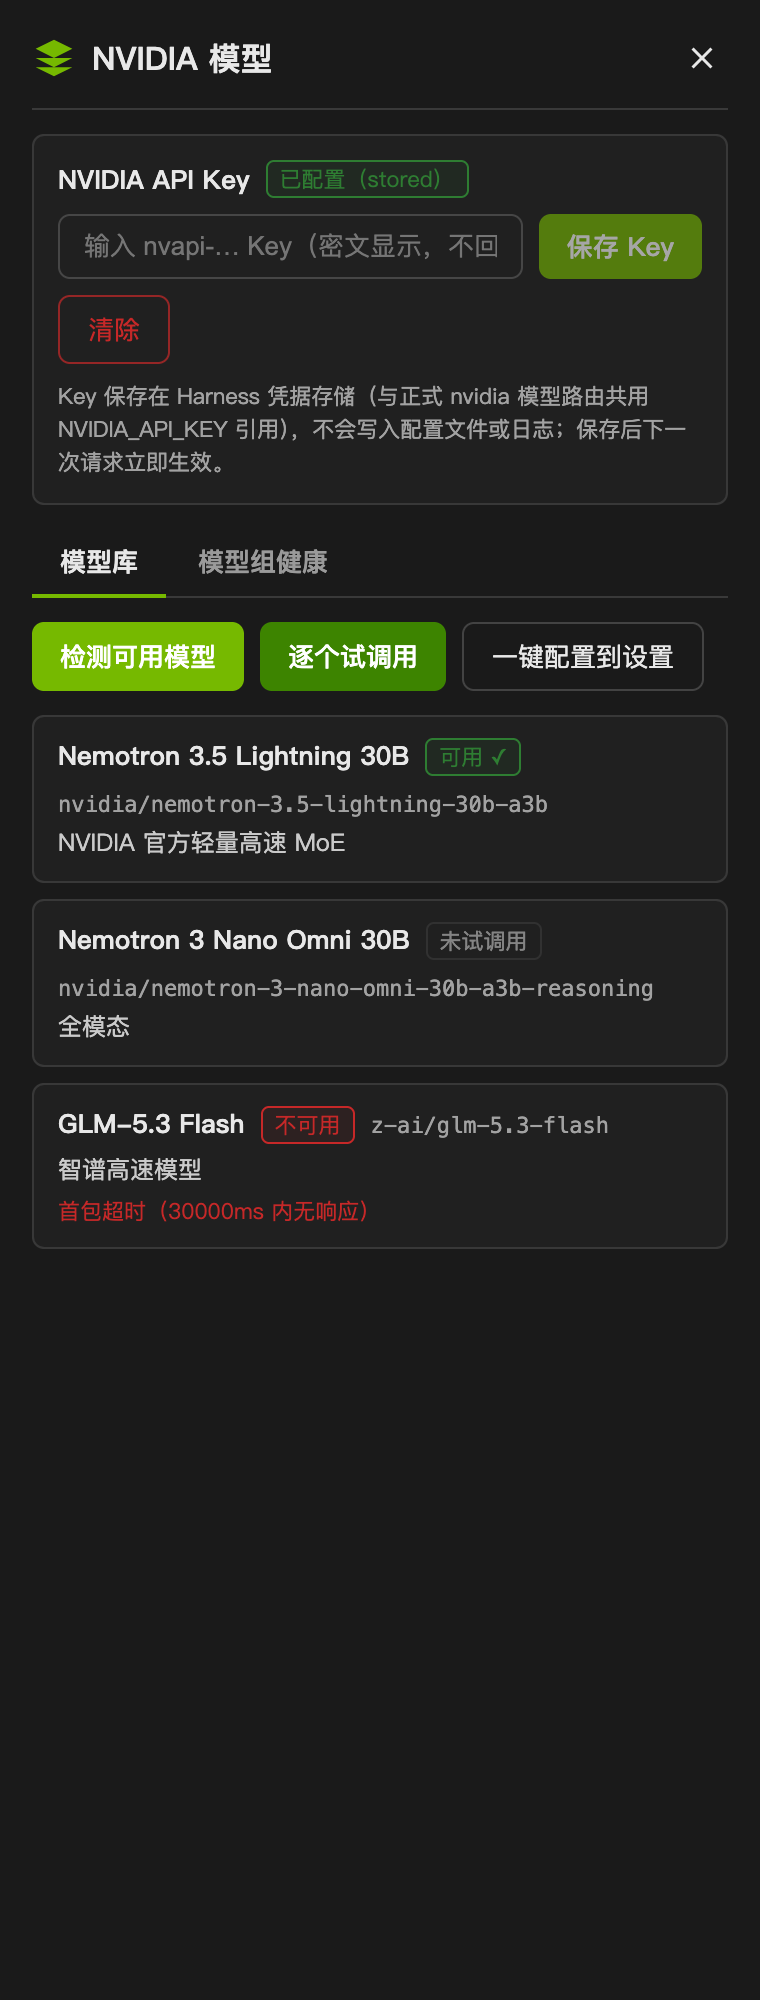 NVIDIA 模型
NVIDIA API Key 已配置（stored）
输入 nvapi-... Key（密文显示，不回 保存 Key
清除
Key 保存在 Harness 凭据存储（与正式 nvidia 模型路由共用
NVIDIA_API_KEY 引用），不会写入配置文件或日志；保存后下一
次请求立即生效。
模型库 模型组健康
检测可用模型 逐个试调用 一键配置到设置
Nemotron 3.5 Lightning 30B 可用 ✓
nvidia/nemotron-3.5-lightning-30b-a3b
NVIDIA 官方轻量高速 MoE
Nemotron 3 Nano Omni 30B 未试调用
nvidia/nemotron-3-nano-omni-30b-a3b-reasoning
全模态
GLM-5.3 Flash 不可用 z-ai/glm-5.3-flash
智谱高速模型
首包超时（30000ms 内无响应）